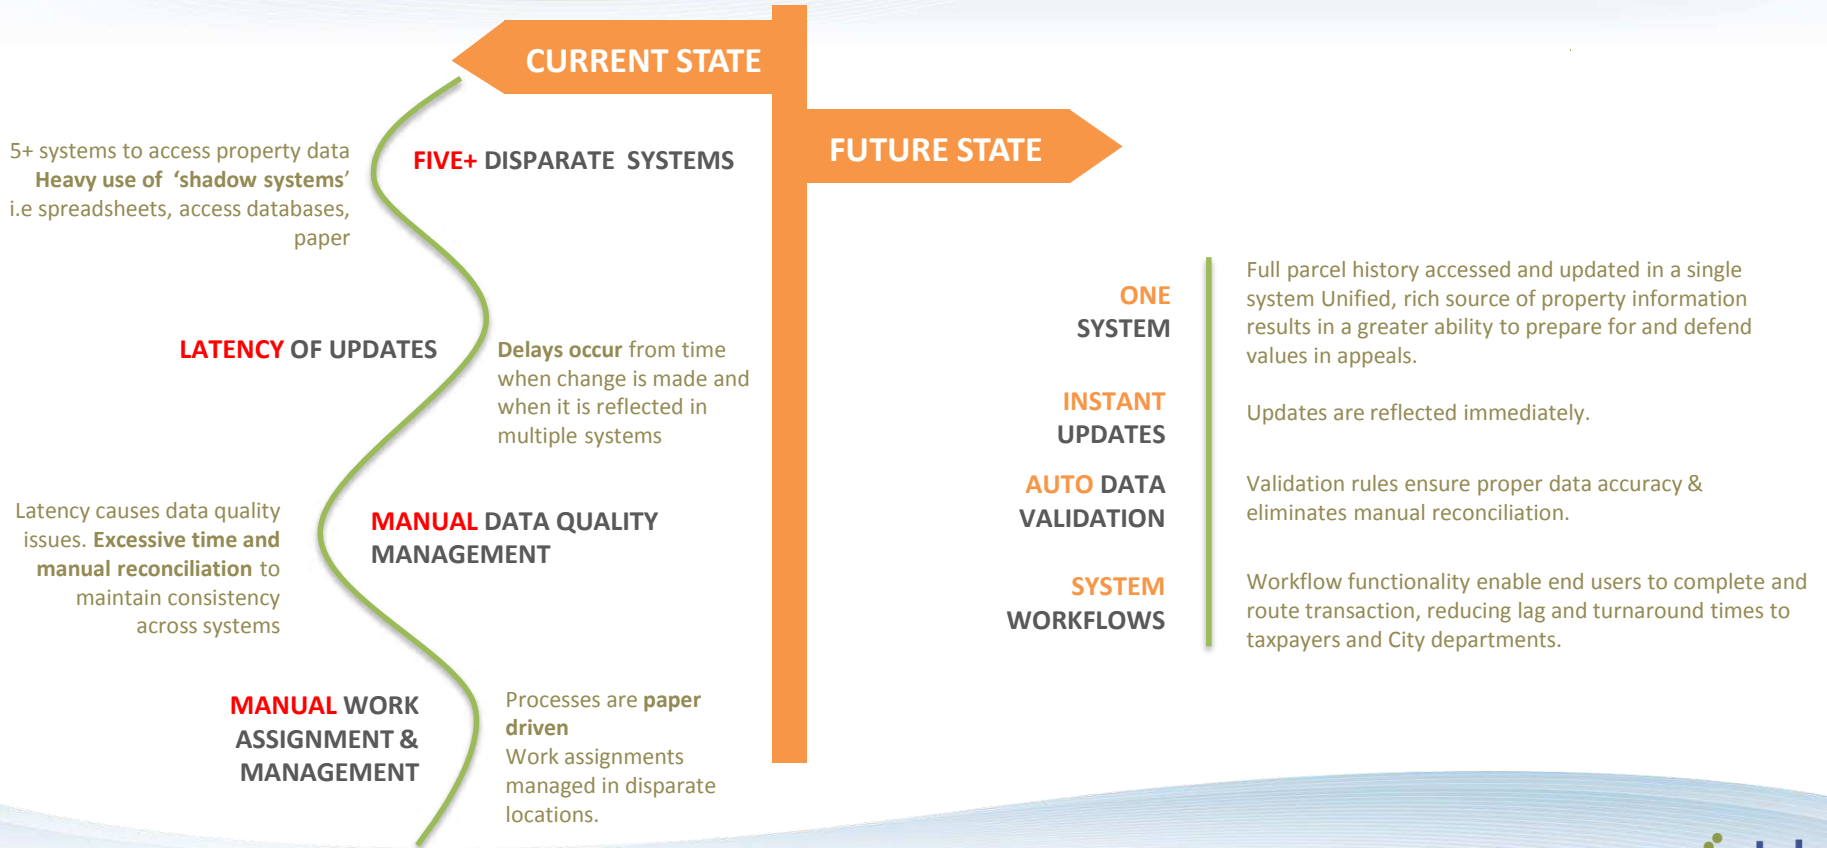 CURRENT STATE
5+ systems to access property data
Heavy use of ‘shadow systems’
i.e spreadsheets, access databases,
paper
FIVE+ DISPARATE SYSTEMS
LATENCY OF UPDATES
Delays occur from time
when change is made and
when it is reflected in
multiple systems
Latency causes data quality
issues. Excessive time and
manual reconciliation to
maintain consistency
across systems
MANUAL DATA QUALITY
MANAGEMENT
MANUAL WORK
ASSIGNMENT &
MANAGEMENT
Processes are paper
driven
Work assignments
managed in disparate
locations.
FUTURE STATE
ONE
SYSTEM
Full parcel history accessed and updated in a single
system Unified, rich source of property information
results in a greater ability to prepare for and defend
values in appeals.
INSTANT
UPDATES
Updates are reflected immediately.
AUTO DATA
VALIDATION
Validation rules ensure proper data accuracy &
eliminates manual reconciliation.
SYSTEM
WORKFLOWS
Workflow functionality enable end users to complete and
route transaction, reducing lag and turnaround times to
taxpayers and City departments.